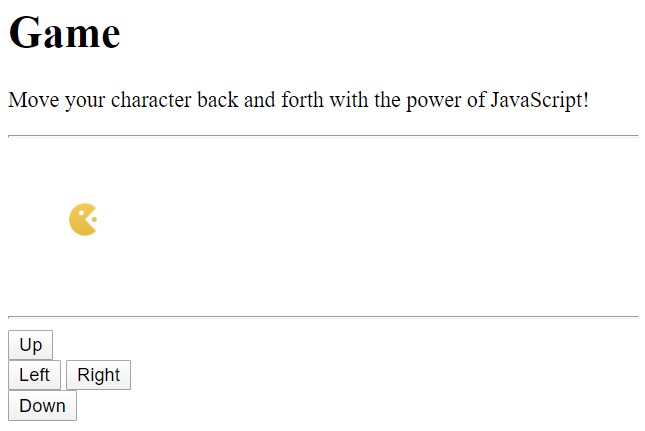 Game
Move your character back and forth with the power of JavaScript!
Up
Left Right
Down